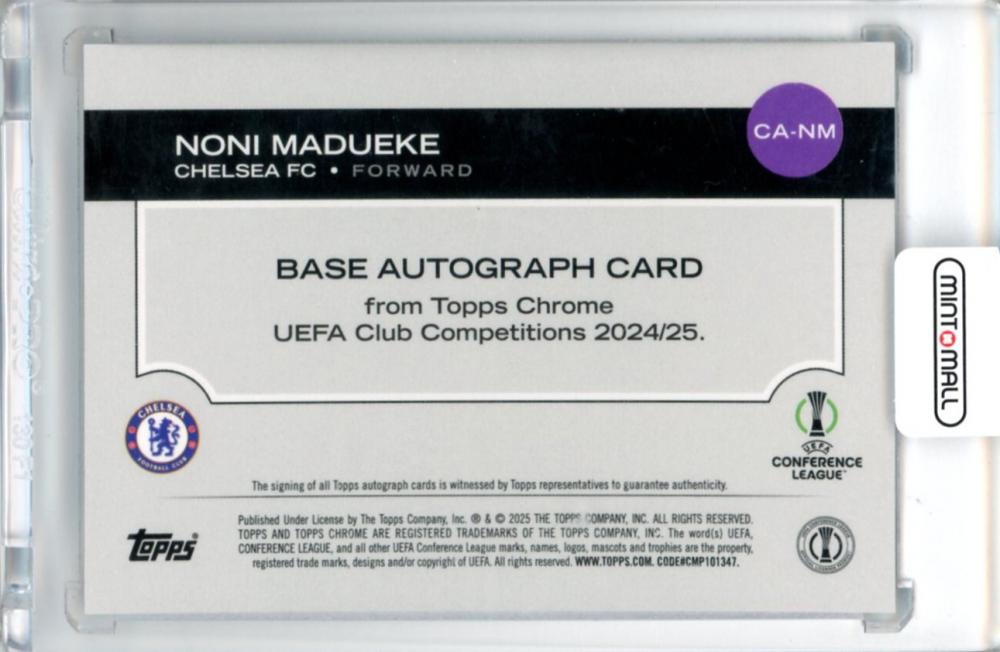 NONI MADUEKE
CHELSEA FC • FORWARD
CA-NM
BASE AUTOGRAPH CARD
from Topps Chrome
UEFA Club Competitions 2024/25.
MINT MALL
CHELSEA
FOOTBALL CLUB
UEFA
CONFERENCE
LEAGUE™
The signing of all Topps autograph cards is witnessed by Topps representatives to guarantee authenticity.
topps®
Published Under License by The Topps Company, Inc. ® & © 2025 THE TOPPS COMPANY, INC. ALL RIGHTS RESERVED.
TOPPS AND TOPPS CHROME ARE REGISTERED TRADEMARKS OF THE TOPPS COMPANY, INC. The word(s) UEFA,
CONFERENCE LEAGUE, and all other UEFA Conference League marks, names, logos, mascots and trophies are the property,
registered trade marks, designs and/or copyright of UEFA. All rights reserved. WWW.TOPPS.COM. CODE#CMP101347.